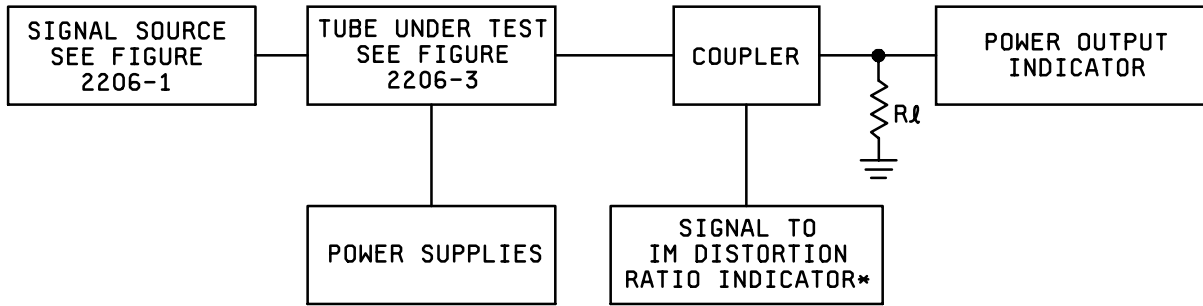 SIGNAL SOURCE
SEE FIGURE
2206-1
TUBE UNDER TEST
SEE FIGURE
2206-3
COUPLER
POWER OUTPUT
INDICATOR
Rℓ
POWER SUPPLIES
SIGNAL TO
IM DISTORTION
RATIO INDICATOR*